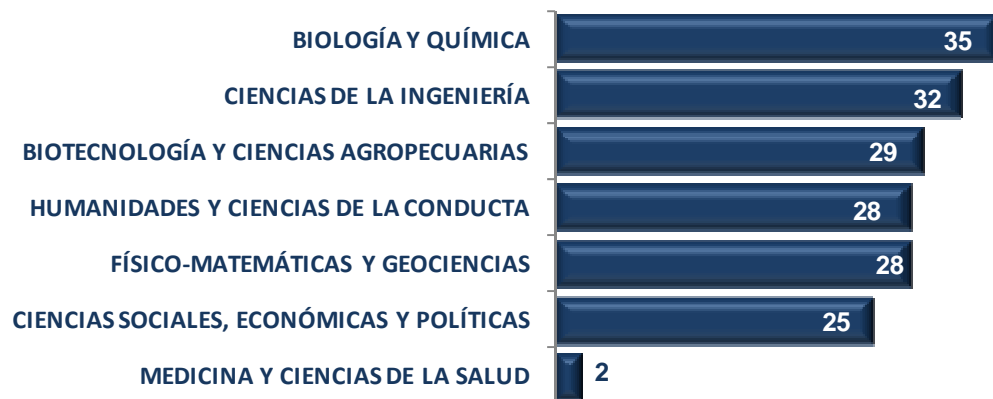 BIOLOGÍA Y QUÍMICA 35
CIENCIAS DE LA INGENIERÍA 32
BIOTECNOLOGÍA Y CIENCIAS AGROPECUARIAS 29
HUMANIDADES Y CIENCIAS DE LA CONDUCTA 28
FÍSICO-MATEMÁTICAS Y GEOCIENCIAS 28
CIENCIAS SOCIALES, ECONÓMICAS Y POLÍTICAS 25
MEDICINA Y CIENCIAS DE LA SALUD 2